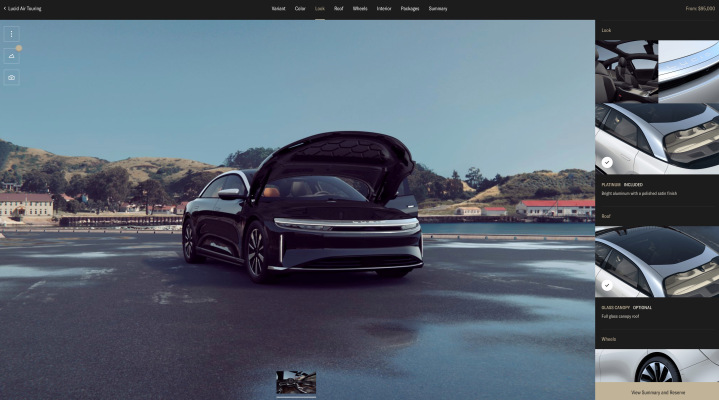 Lucid Air Touring
Variant
Color
Look
Roof
Wheels
Interior
Packages
Summary
From: $95,000
Look
PLATINUM INCLUDED
Bright aluminum with a polished satin finish
Roof
GLASS CANOPY OPTIONAL
Full glass canopy roof
Wheels
View Summary and Reserve